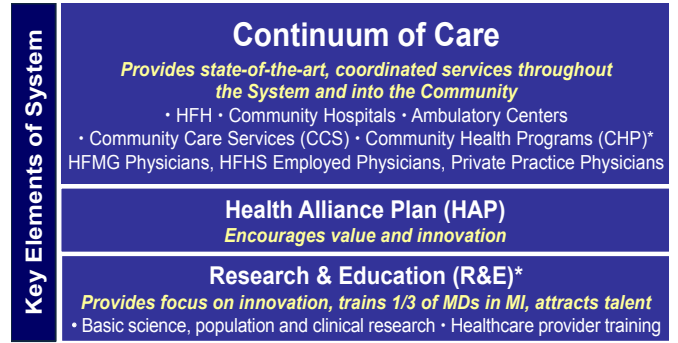 Key Elements of System
Continuum of Care
Provides state-of-the-art, coordinated services throughout
the System and into the Community
· HFH · Community Hospitals · Ambulatory Centers
· Community Care Services (CCS) · Community Health Programs (CHP)*
HFMG Physicians, HFHS Employed Physicians, Private Practice Physicians
Health Alliance Plan (HAP)
Encourages value and innovation
Research & Education (R&E)*
Provides focus on innovation, trains 1/3 of MDs in MI, attracts talent
• Basic science, population and clinical research · Healthcare provider training